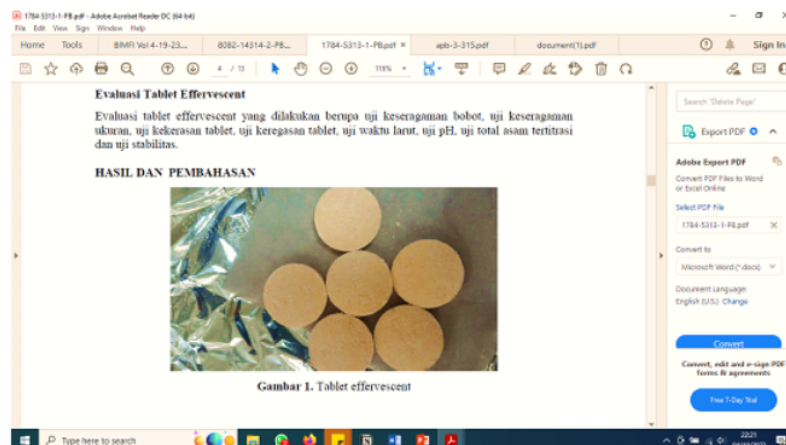 1784-5313-1-PB.pdf - Adobe Acrobat Reader DC (64-bit)
File Edit View Sign Window Help
Home Tools BIMFI Vol 4-19-23... 8082-14314-2-PB... 1784-5313-1-PB.pdf × apb-3-315.pdf document(1).pdf Sign In
4 / 13 118%
Evaluasi Tablet Effervescent
Evaluasi tablet effervescent yang dilakukan berupa uji keseragaman bobot, uji keseragaman
ukuran, uji kekerasan tablet, uji keregasan tablet, uji waktu larut, uji pH, uji total asam tertitrasi
dan uji stabilitas.
HASIL DAN PEMBAHASAN
Gambar 1. Tablet effervescent
Search 'Delete Page'
Export PDF
Adobe Export PDF
Convert PDF Files to Word
or Excel Online
Select PDF File
1784-5313-1-PB.pdf
Convert to
Microsoft Word (*.docx)
Document Language:
English (U.S.) Change
Convert
Convert, edit and e-sign PDF
forms & agreements
Free 7-Day Trial
Type here to search
22:21